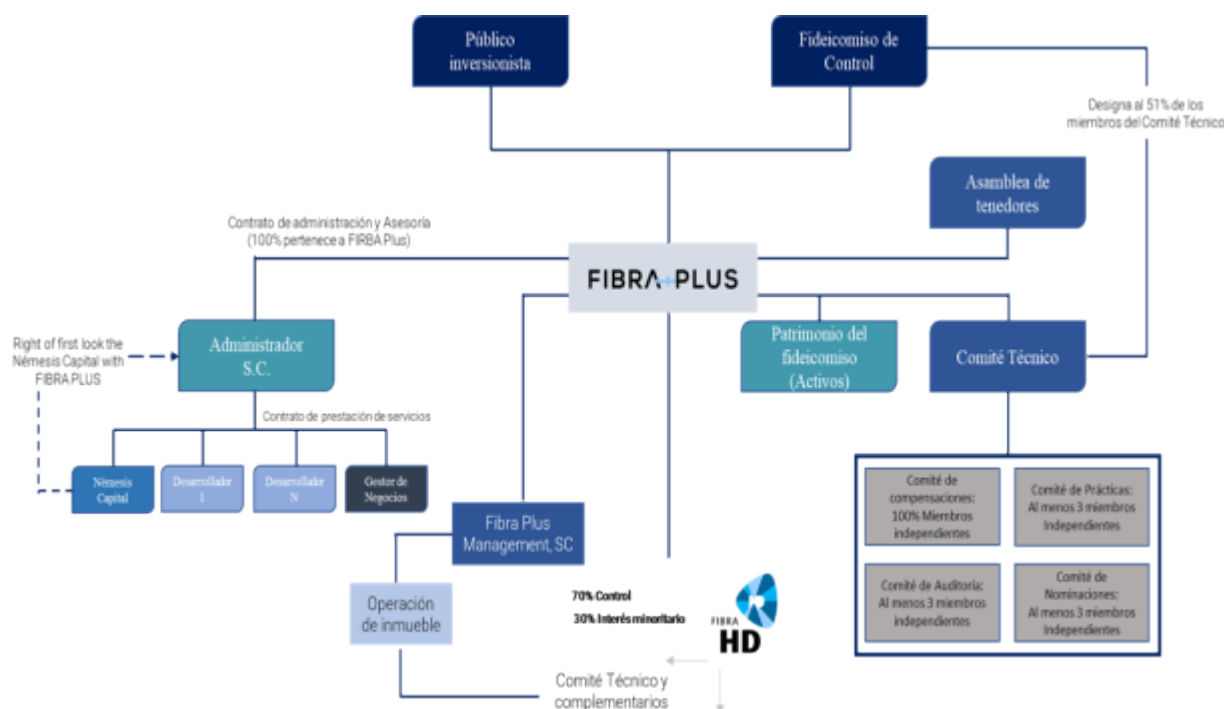 Público
inversionista
Fideicomiso de
Control
Designa al 51% de los
miembros del Comité Técnico
Asamblea de
tenedores
Contrato de administración y Asesoría
(100% pertenece a FIRBA Plus)
FIBRA PLUS
Right of first look the
Némesis Capital with
FIBRA PLUS
Administrador
S.C.
Patrimonio del
fideicomiso
(Activos)
Comité Técnico
Contrato de prestación de servicios
Némesis
Capital
Desarrollador
1
Desarrollador
N
Gestor de
Negocios
Comité de
compensaciones:
100% Miembros
independientes
Comité de Prácticas:
Al menos 3 miembros
Independientes
Fibra Plus
Management, SC
Comité de Auditoría:
Al menos 3 miembros
independientes
Comité de
Nominaciones:
Al menos 3 miembros
Independientes
Operación
de inmueble
70% Control
30% Interés minoritario
FIBRA
HD
Comité Técnico y
complementarios